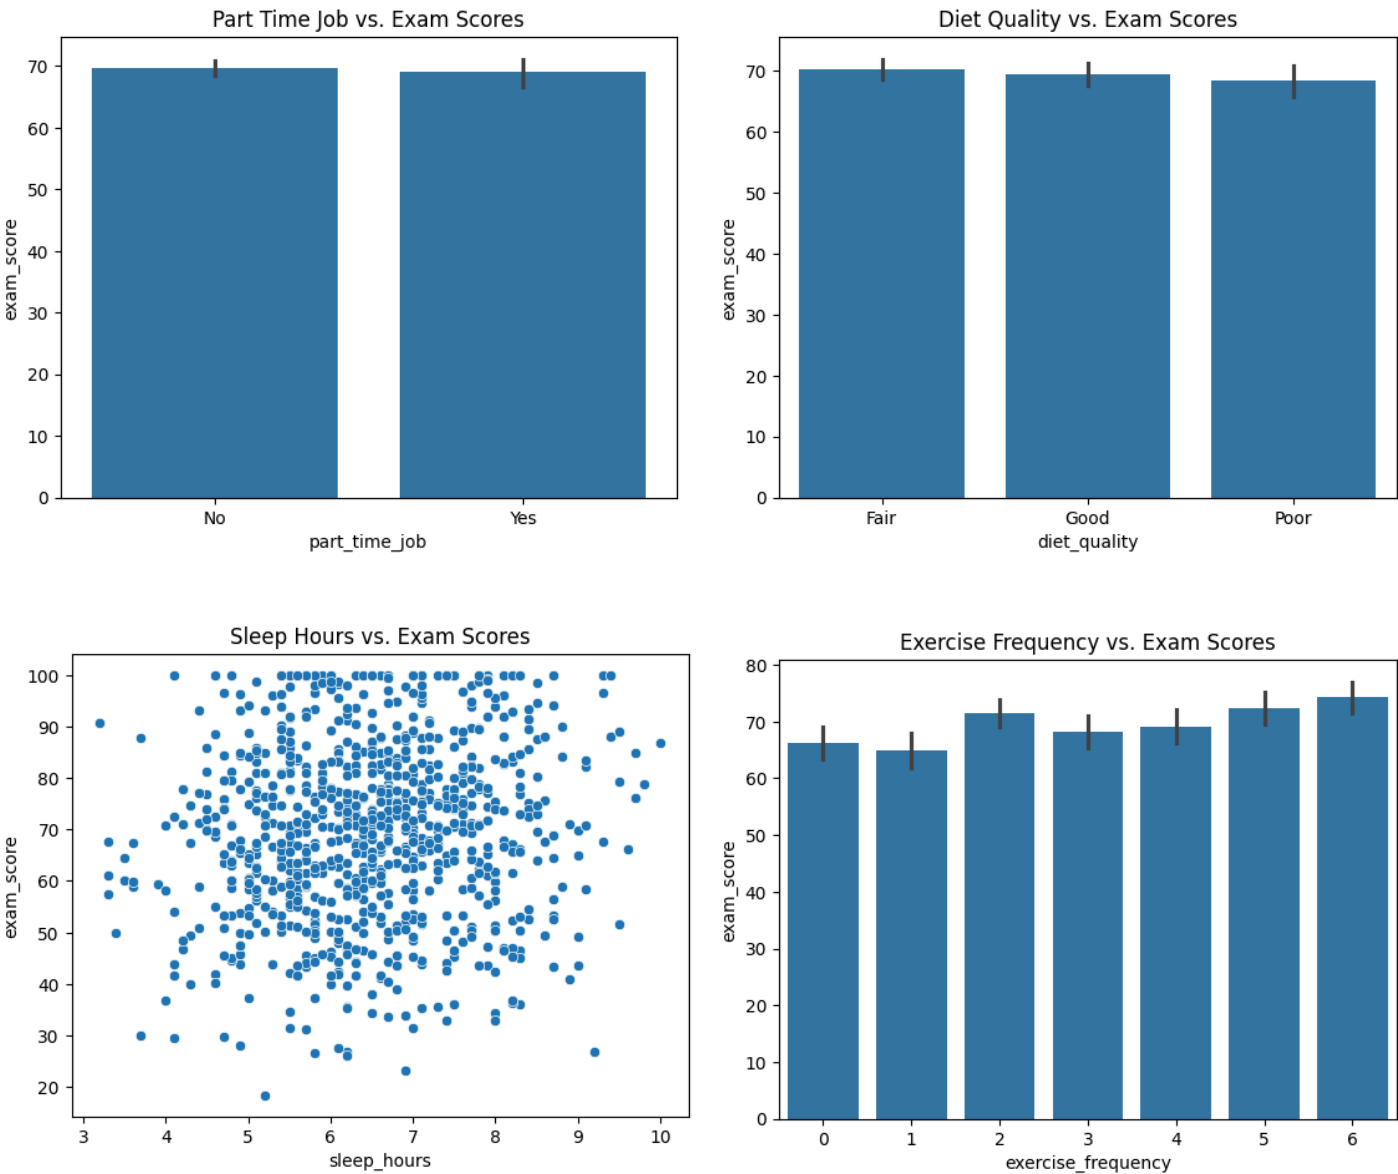 Part Time Job vs. Exam Scores
70
60
50
40
30
20
10
0
exam_score
No Yes
part_time_job
Diet Quality vs. Exam Scores
70
60
50
40
30
20
10
0
exam_score
Fair Good Poor
diet_quality
Sleep Hours vs. Exam Scores
100
90
80
70
60
50
40
30
20
exam_score
3 4 5 6 7 8 9 10
sleep_hours
Exercise Frequency vs. Exam Scores
80
70
60
50
40
30
20
10
0
exam_score
0 1 2 3 4 5 6
exercise_frequency